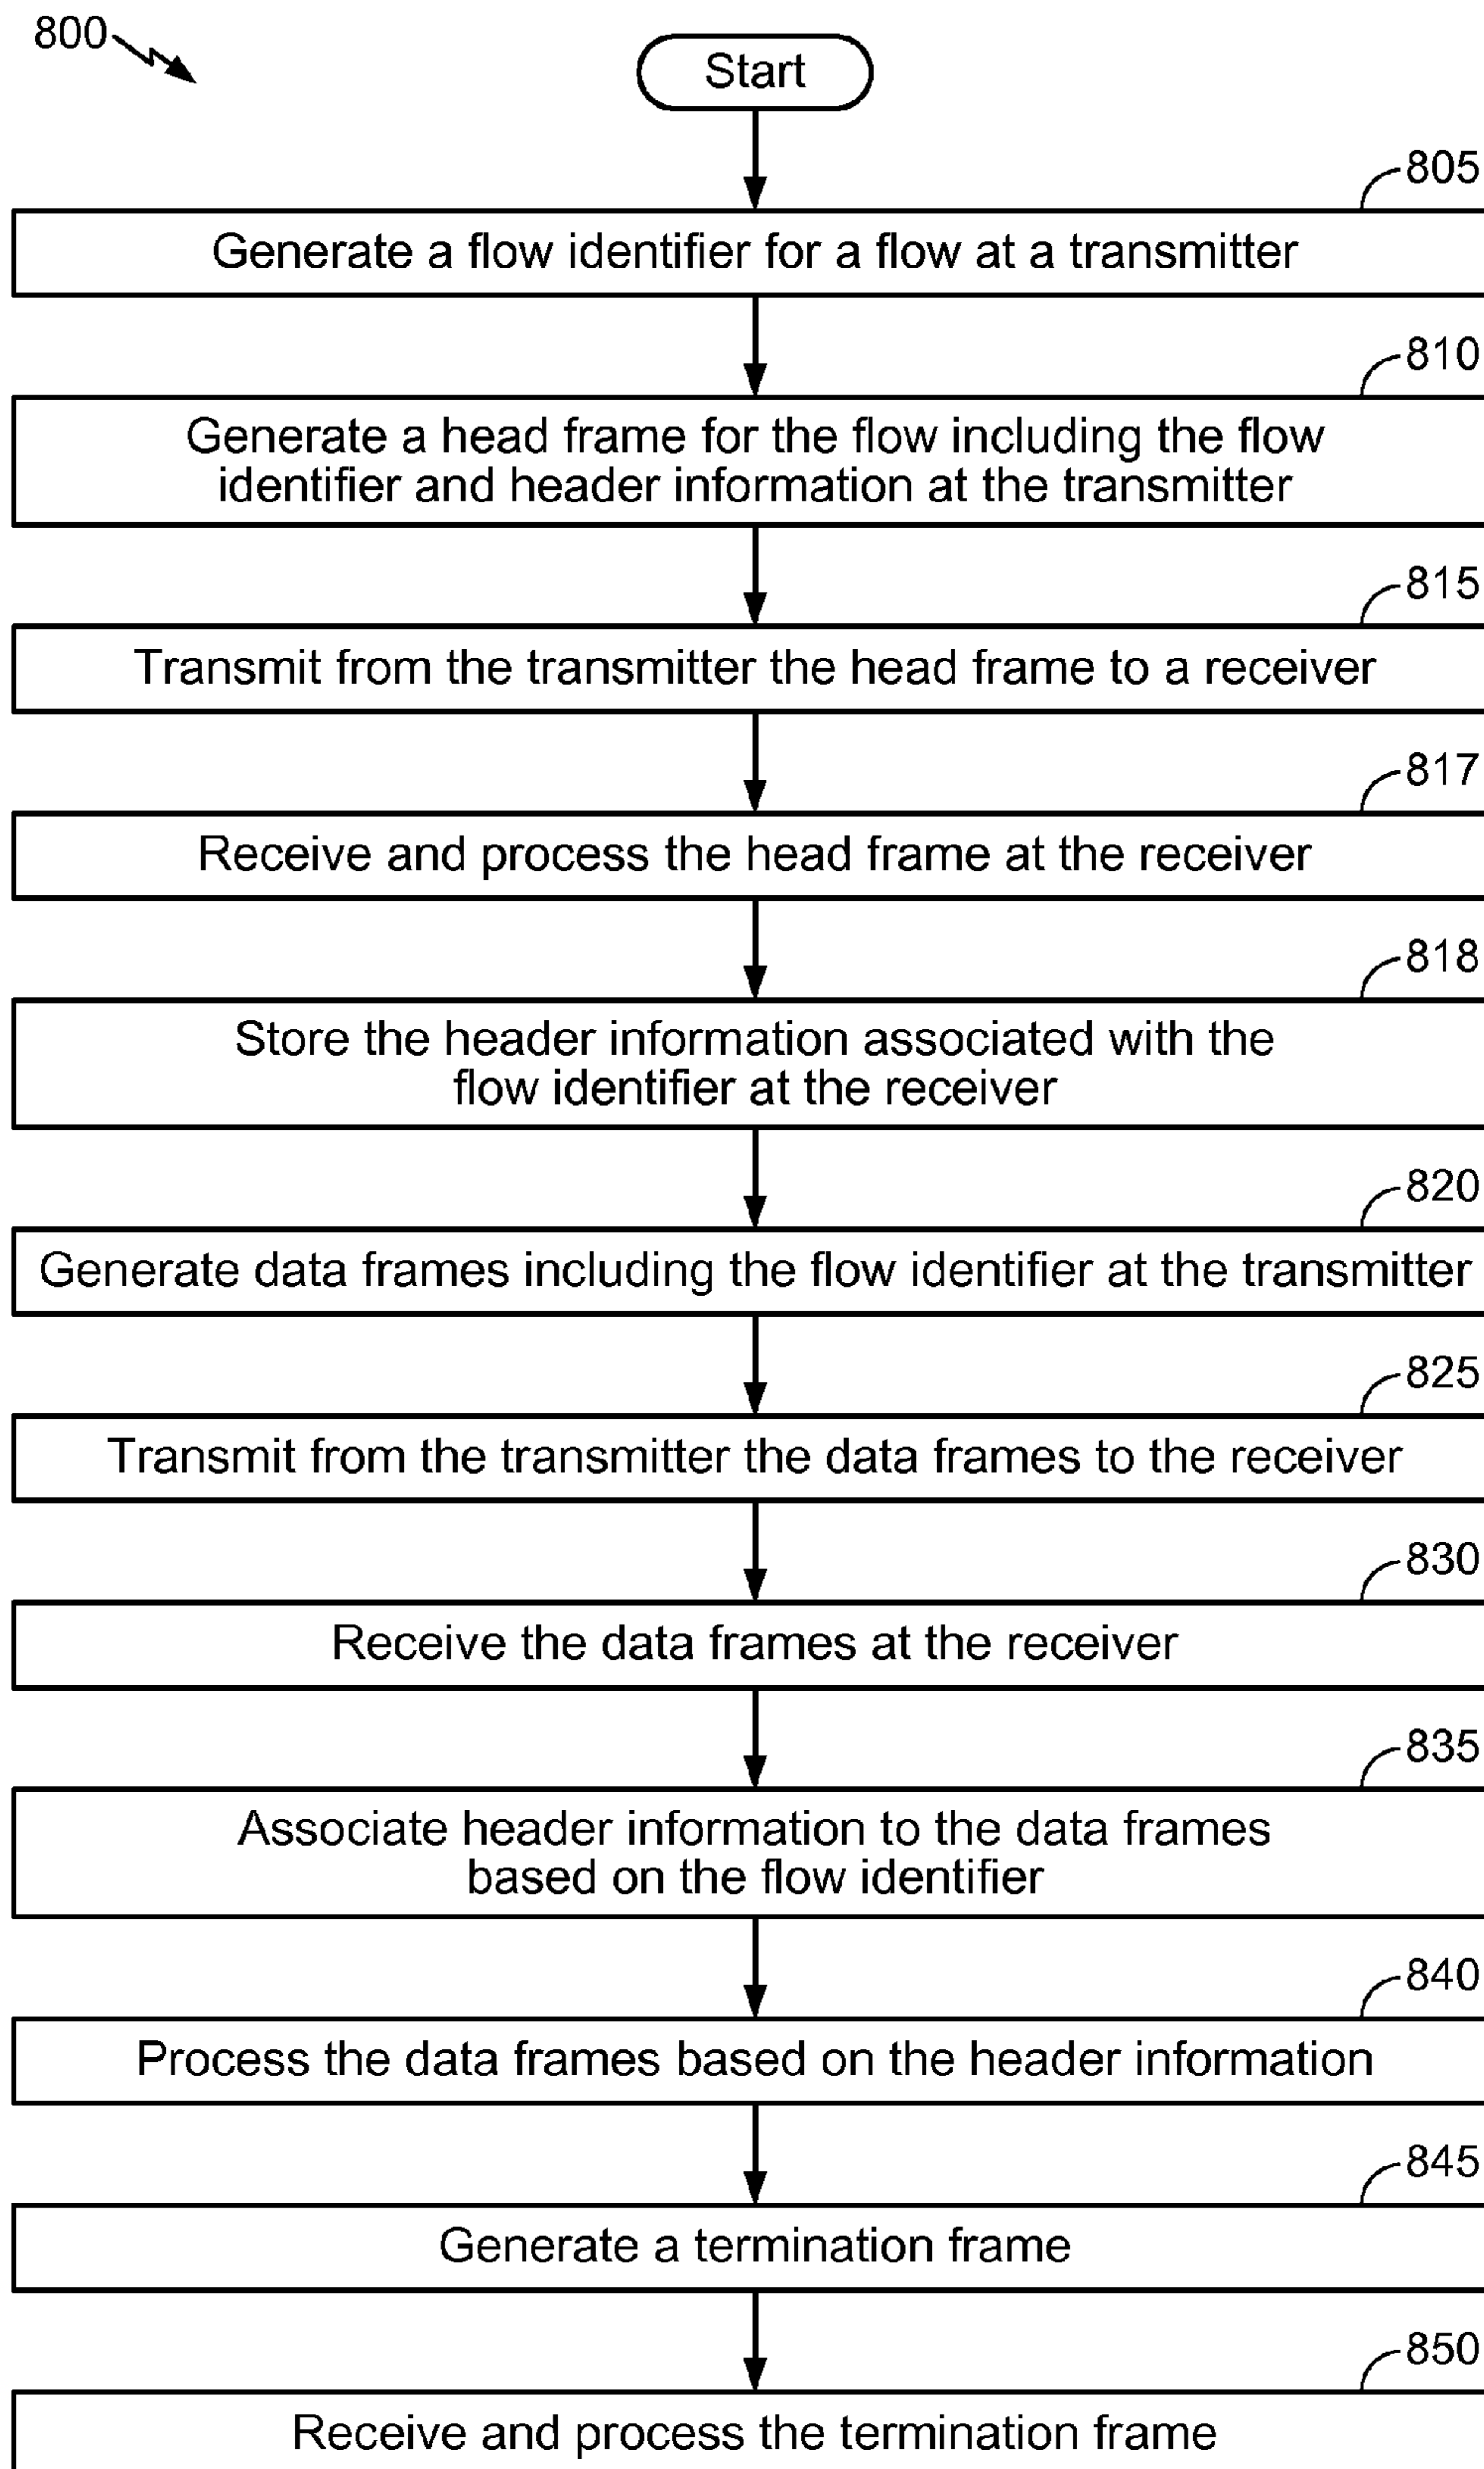 800
Start
805
Generate a flow identifier for a flow at a transmitter
810
Generate a head frame for the flow including the flow
identifier and header information at the transmitter
815
Transmit from the transmitter the head frame to a receiver
817
Receive and process the head frame at the receiver
818
Store the header information associated with the
flow identifier at the receiver
820
Generate data frames including the flow identifier at the transmitter
825
Transmit from the transmitter the data frames to the receiver
830
Receive the data frames at the receiver
835
Associate header information to the data frames
based on the flow identifier
840
Process the data frames based on the header information
845
Generate a termination frame
850
Receive and process the termination frame